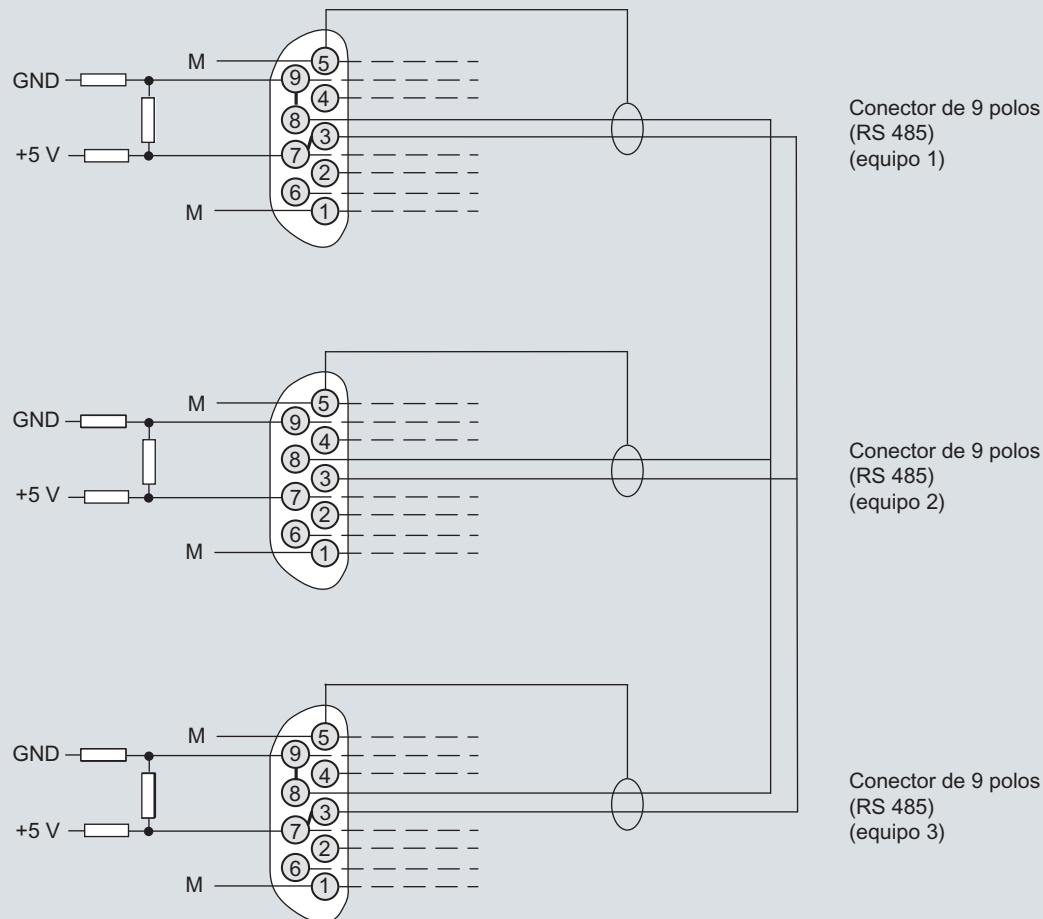 M
5
GND
9
4
8
3
+5 V
7
2
6
M
1
Conector de 9 polos
(RS 485)
(equipo 1)
M
5
GND
9
4
8
3
+5 V
7
2
6
M
1
Conector de 9 polos
(RS 485)
(equipo 2)
M
5
GND
9
4
8
3
+5 V
7
2
6
M
1
Conector de 9 polos
(RS 485)
(equipo 3)